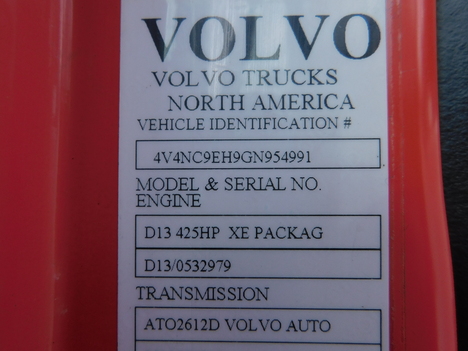 VOLVO
VOLVO TRUCKS
NORTH AMERICA
VEHICLE IDENTIFICATION #
4V4NC9EH9GN954991
MODEL & SERIAL NO.
ENGINE
D13 425HP XE PACKAG
D13/0532979
TRANSMISSION
ATO2612D VOLVO AUTO